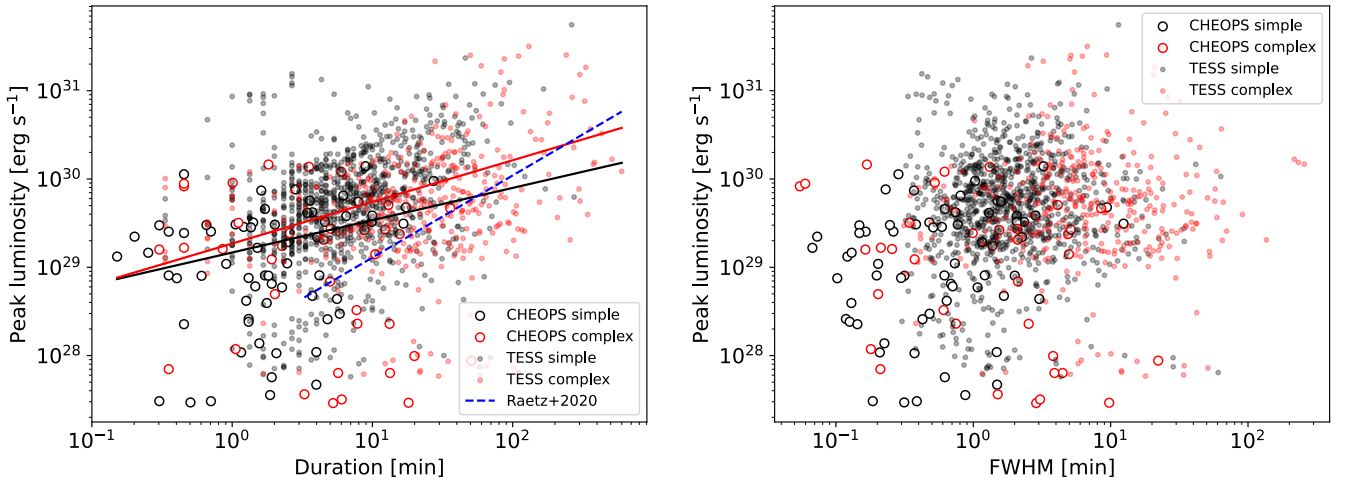 10^31
10^30
10^29
10^28
Peak luminosity [erg s^−1]
10^−1
10^0
10^1
10^2
Duration [min]
CHEOPS simple
CHEOPS complex
TESS simple
TESS complex
Raetz+2020
10^31
10^30
10^29
10^28
Peak luminosity [erg s^−1]
10^−1
10^0
10^1
10^2
FWHM [min]
CHEOPS simple
CHEOPS complex
TESS simple
TESS complex